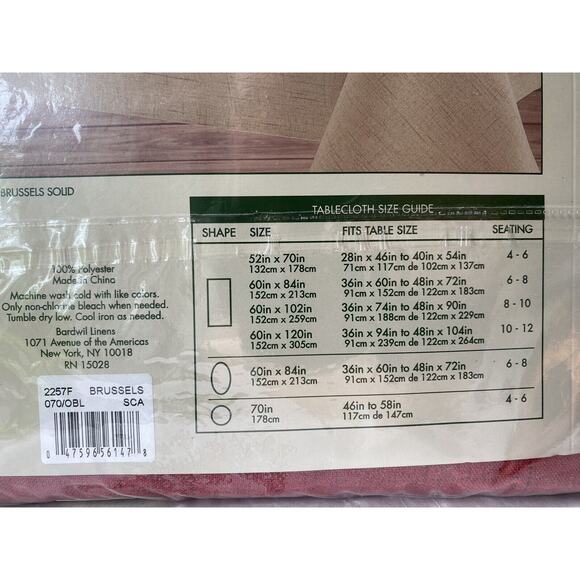 BRUSSELS SOLID
TABLECLOTH SIZE GUIDE
SHAPE SIZE FITS TABLE SIZE SEATING
52in x 70in 28in x 46in to 40in x 54in 4 - 6
132cm x 178cm 71cm x 117cm de 102cm x 137cm
60in x 84in 36in x 60in to 48in x 72in 6 - 8
152cm x 213cm 91cm x 152cm de 122cm x 183cm
60in x 102in 36in x 74in to 48in x 90in 8 - 10
152cm x 259cm 91cm x 188cm de 122cm x 229cm
60in x 120in 36in x 94in to 48in x 104in 10 - 12
152cm x 305cm 91cm x 239cm de 122cm x 264cm
60in x 84in 36in x 60in to 48in x 72in 6 - 8
152cm x 213cm 91cm x 152cm de 122cm x 183cm
70in 46in to 58in 4 - 6
178cm 117cm de 147cm
100% Polyester
Made in China
Machine wash cold with like colors.
Only non-chlorine bleach when needed.
Tumble dry low. Cool iron as needed.
Bardwil Linens
1071 Avenue of the Americas
New York, NY 10018
RN 15028
2257F BRUSSELS
070/OBL SCA
0 47596 56147 8